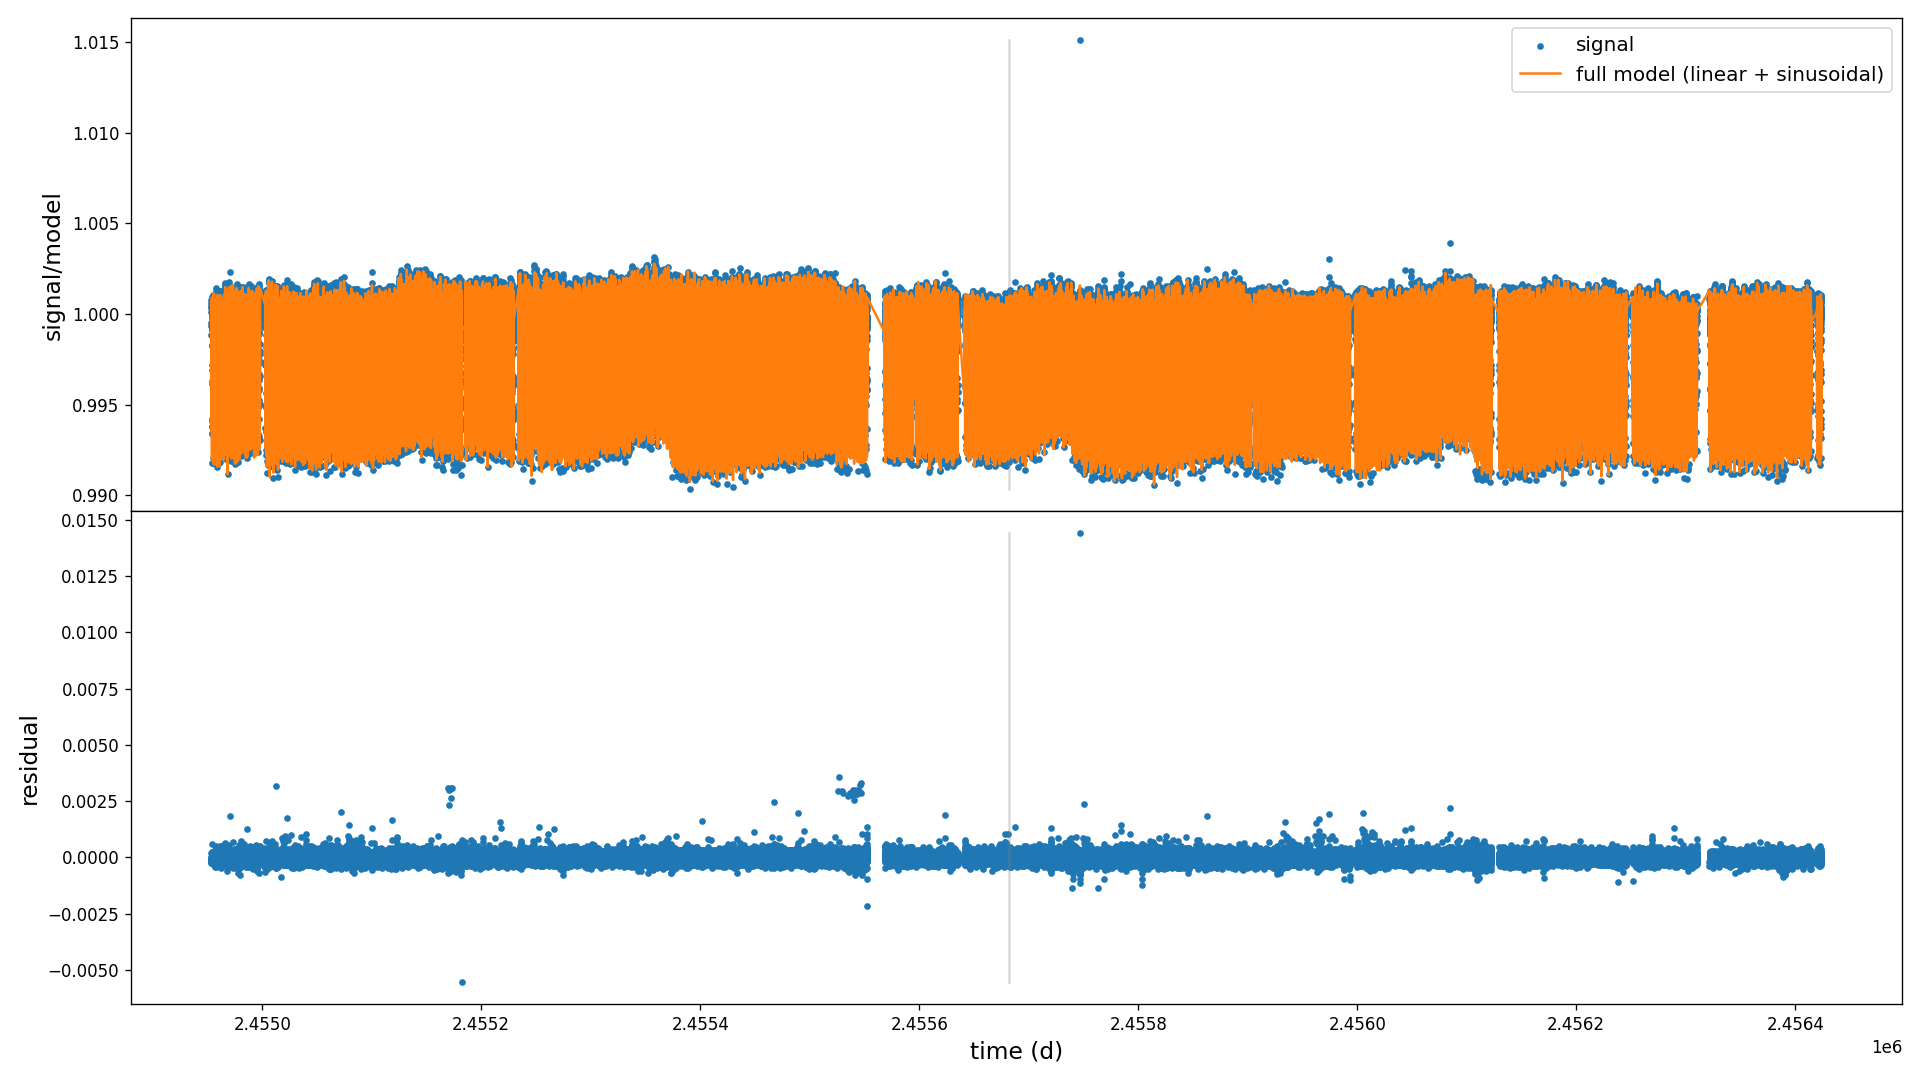 signal/model
1.015
1.010
1.005
1.000
0.995
0.990
signal
full model (linear + sinusoidal)
residual
0.0150
0.0125
0.0100
0.0075
0.0050
0.0025
0.0000
−0.0025
−0.0050
2.4550 2.4552 2.4554 2.4556 2.4558 2.4560 2.4562 2.4564
1e6
time (d)